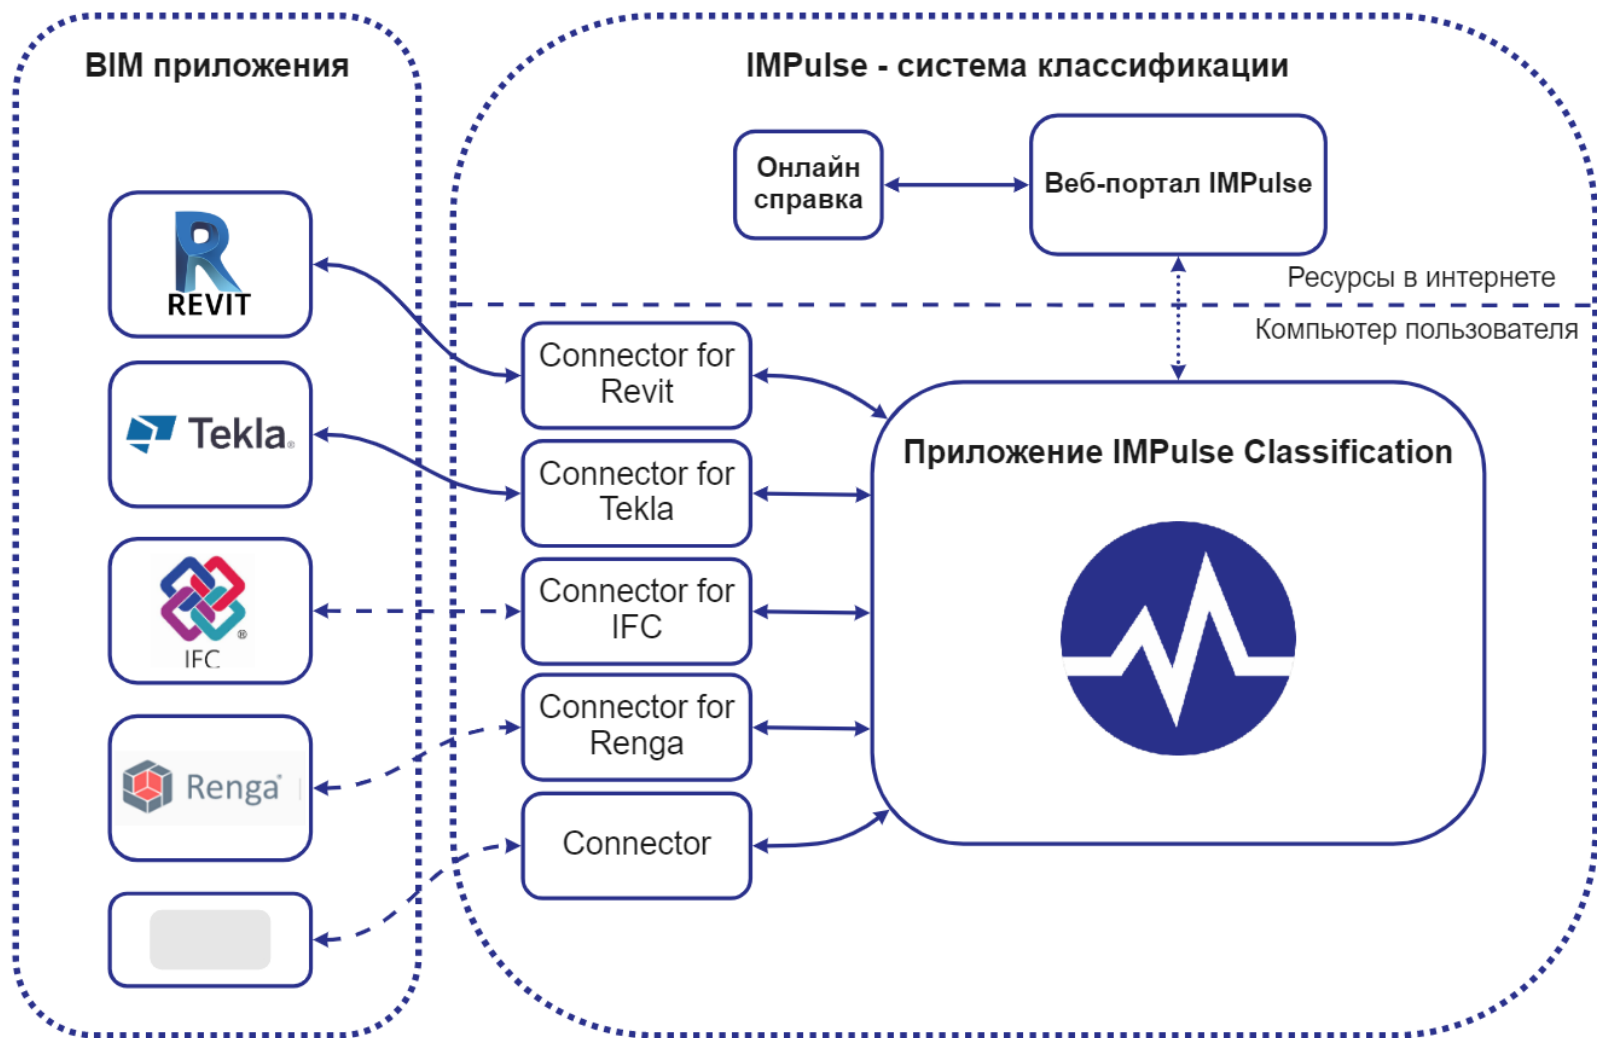 BIM приложения
IMPulse - система классификации
Онлайн
справка
Веб-портал IMPulse
Ресурсы в интернете
Компьютер пользователя
REVIT
Tekla®
IFC
®
Renga®
Connector for
Revit
Connector for
Tekla
Connector for
IFC
Connector for
Renga
Connector
Приложение IMPulse Classification